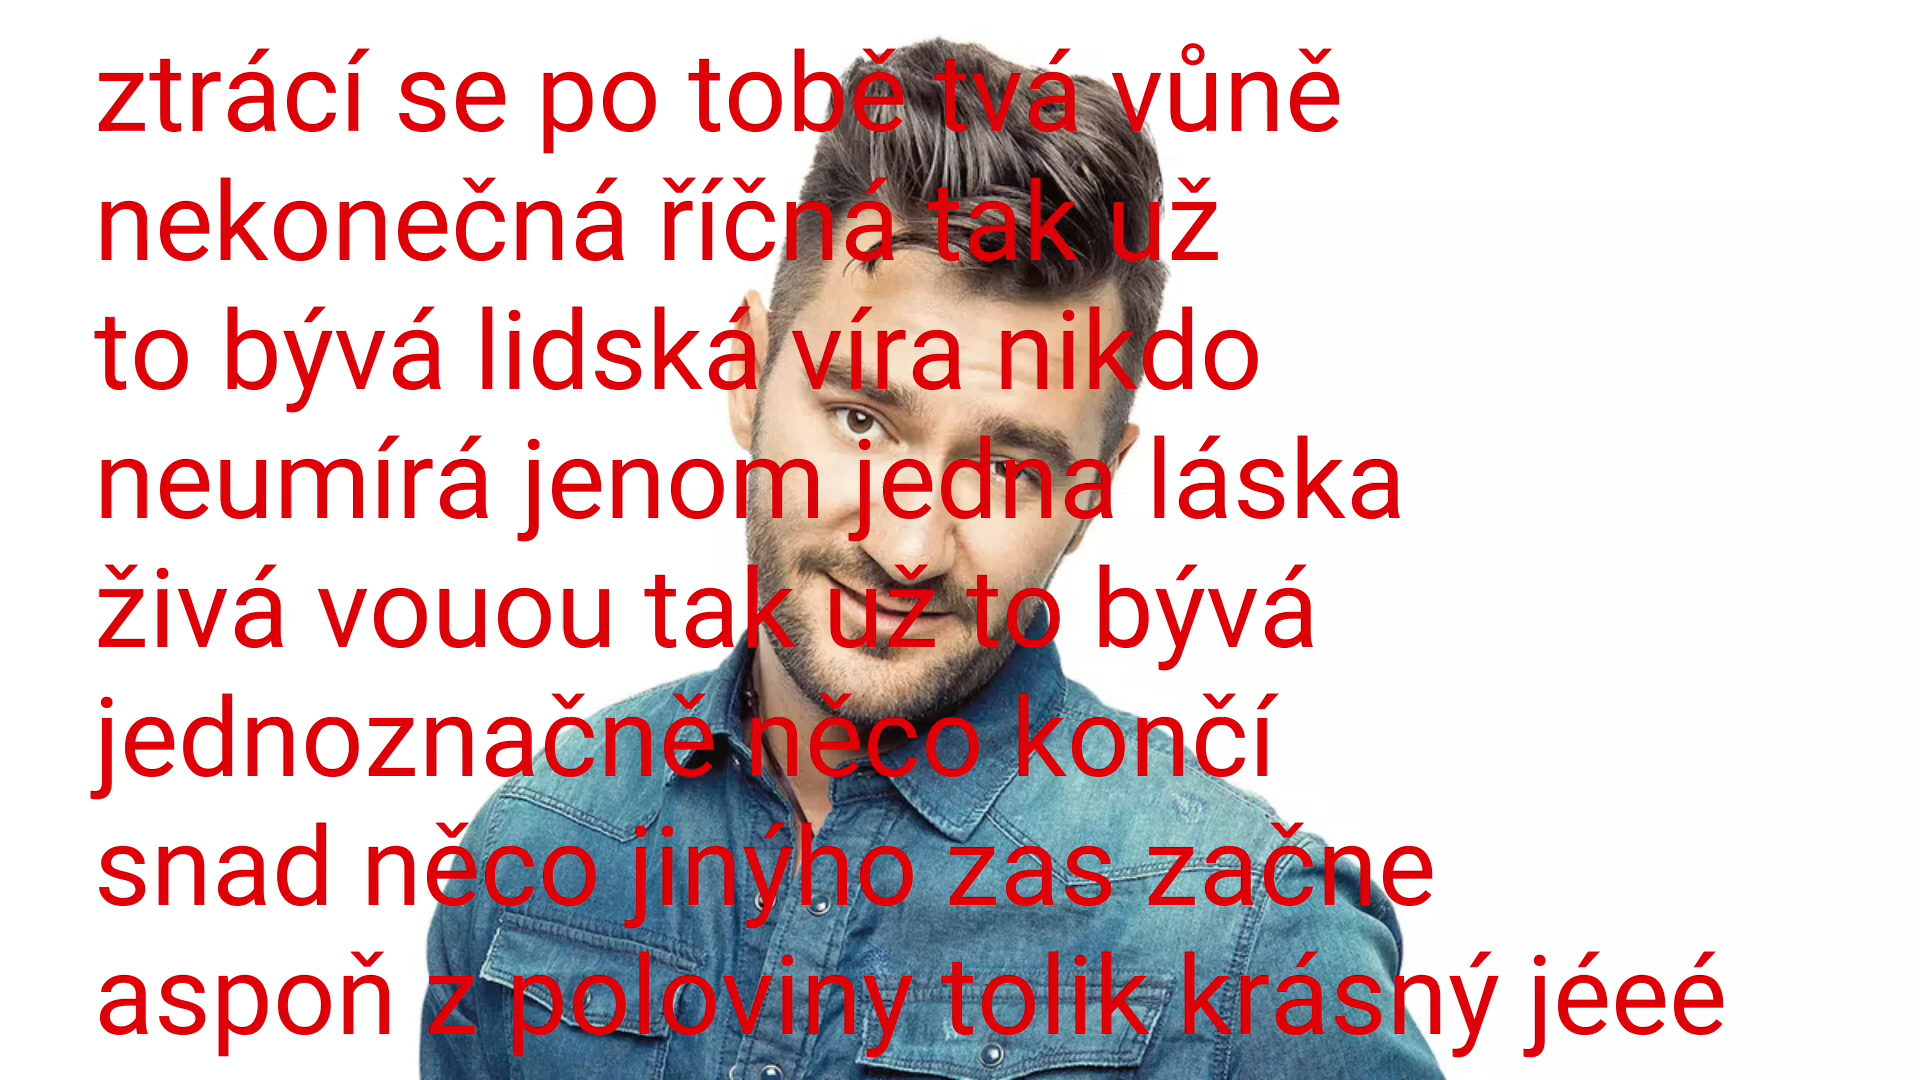 ztrácí se po tobě tvá vůně
nekonečná říčná tak už
to bývá lidská víra nikdo
neumírá jenom jedna láska
živá vouou tak už to bývá
jednoznačně něco končí
snad něco jinýho zas začne
aspoň z poloviny tolik krásný jéeé